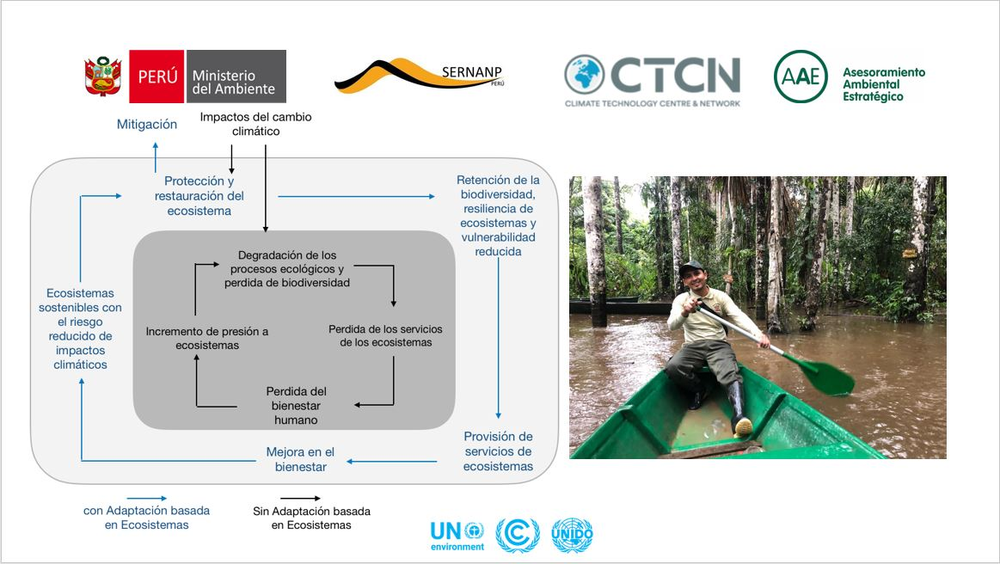 PERÚ
Ministerio
del Ambiente
SERNANP
PERÚ
CTCN
CLIMATE TECHNOLOGY CENTRE & NETWORK
AAE
Asesoramiento
Ambiental
Estratégico
Mitigación
Impactos del cambio
climático
Protección y
restauración del
ecosistema
Retención de la
biodiversidad,
resiliencia de
ecosistemas y
vulnerabilidad
reducida
Degradación de los
procesos ecológicos y
perdida de biodiversidad
Ecosistemas
sostenibles con
el riesgo
reducido de
impactos
climáticos
Incremento de presión a
ecosistemas
Perdida de los servicios
de los ecosistemas
Perdida del
bienestar
humano
Mejora en el
bienestar
Provisión de
servicios de
ecosistemas
con Adaptación basada
en Ecosistemas
Sin Adaptación basada
en Ecosistemas
UN
environment
UNIDO